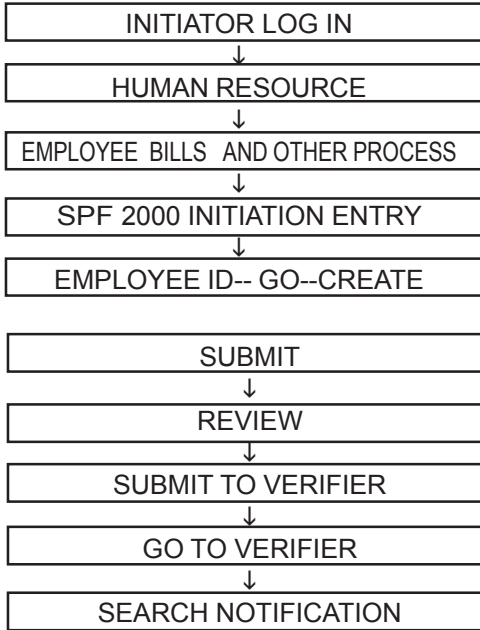 INITIATOR LOG IN
↓
HUMAN RESOURCE
↓
EMPLOYEE BILLS AND OTHER PROCESS
↓
SPF 2000 INITIATION ENTRY
↓
EMPLOYEE ID-- GO--CREATE
SUBMIT
↓
REVIEW
↓
SUBMIT TO VERIFIER
↓
GO TO VERIFIER
↓
SEARCH NOTIFICATION